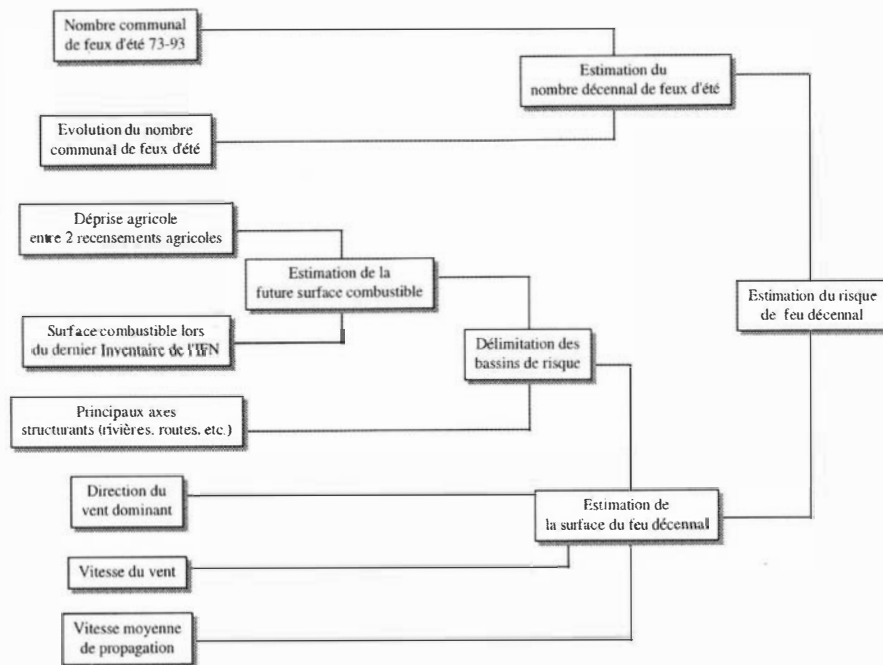 Nombre communal
de feux d'été 73-93
Estimation du
nombre décennal de feux d'été
Evolution du nombre
communal de feux d'été
Déprise agricole
entre 2 recensements agricoles
Estimation de la
future surface combustible
Estimation du risque
de feu décennal
Surface combustible lors
du dernier Inventaire de l'IFN
Délimitation des
bassins de risque
Principaux axes
structurants (rivières, routes, etc.)
Direction du
vent dominant
Estimation de
la surface du feu décennal
Vitesse du vent
Vitesse moyenne
de propagation